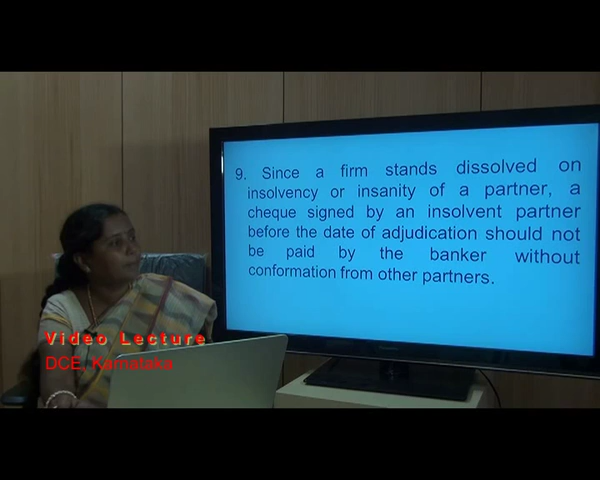 9. Since a firm stands dissolved on
insolvency or insanity of a partner, a
cheque signed by an insolvent partner
before the date of adjudication should not
be paid by the banker without
conformation from other partners.
Video Lecture
DCE, Karnataka